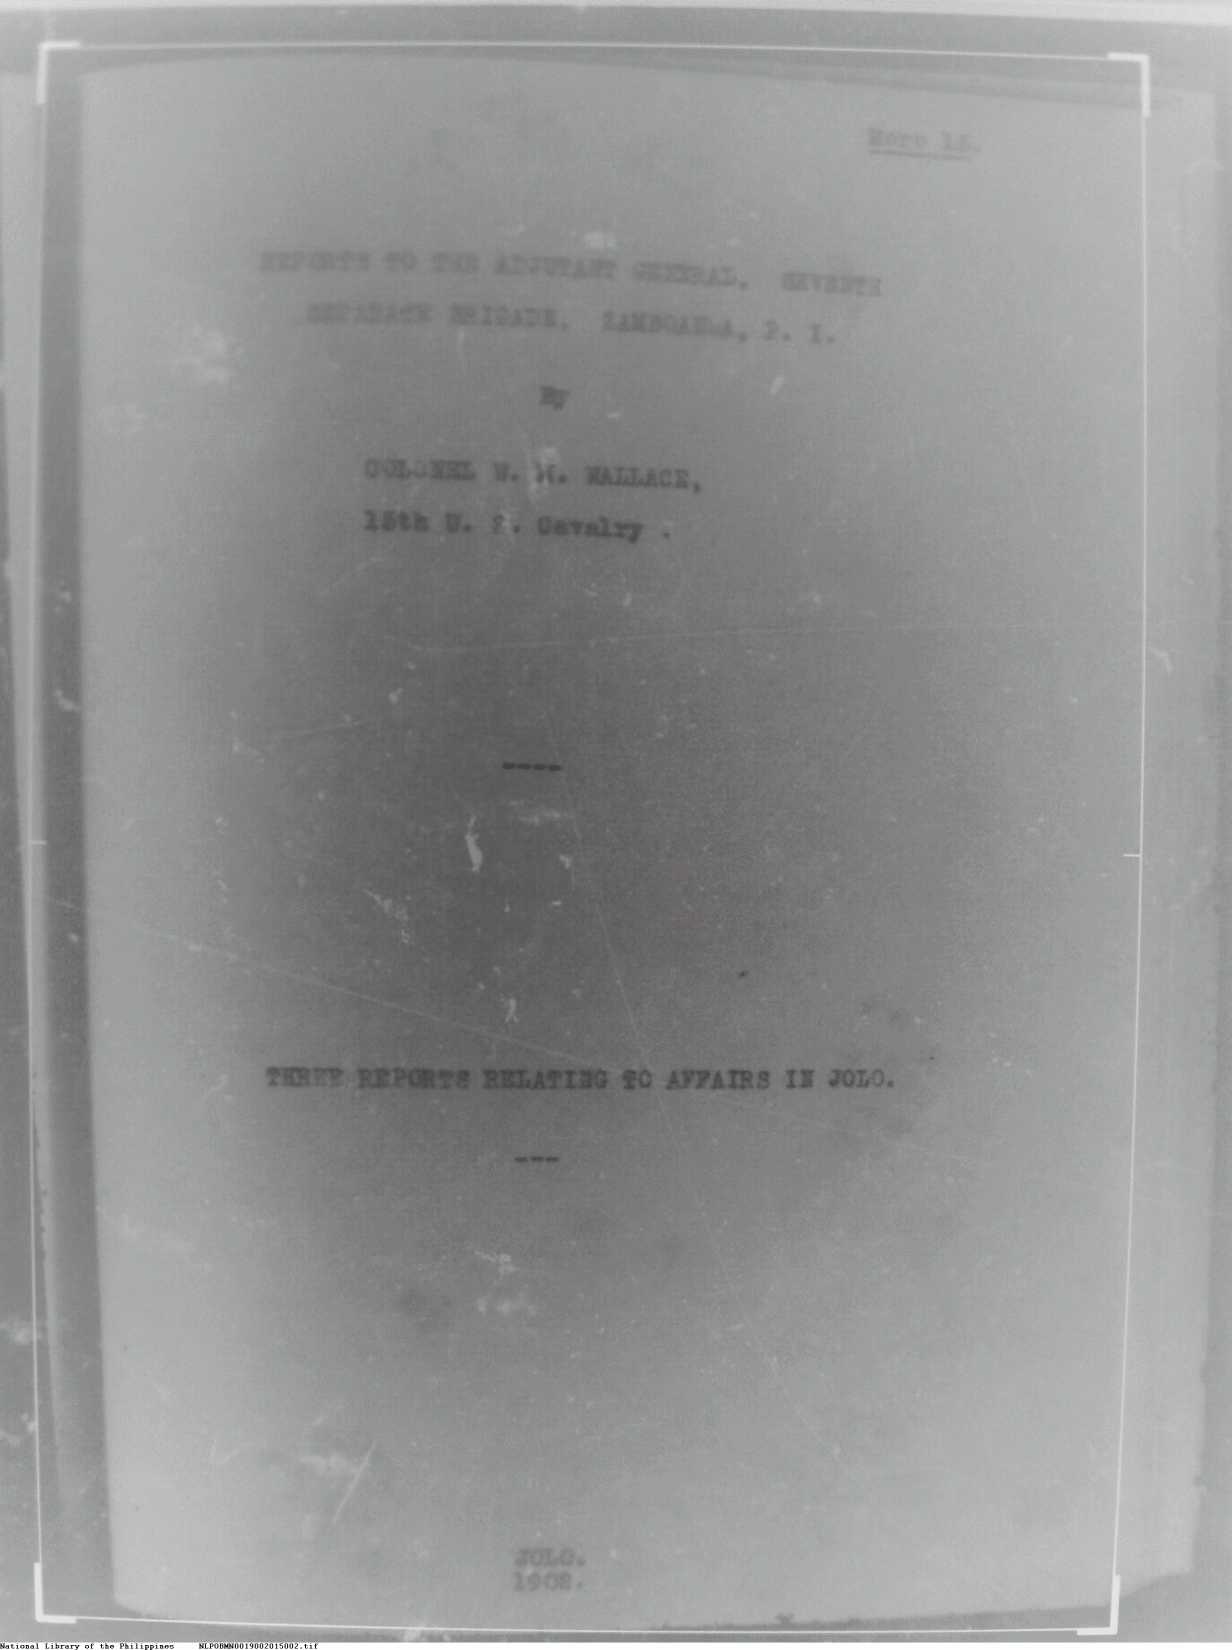 Moro 15.
REPORTS TO THE ADJUTANT GENERAL, SEVENTH
SEPARATE BRIGADE, ZAMBOANGA, P. I.
By
COLONEL W. M. WALLACE,
15th U. S. Cavalry .
----
THREE REPORTS RELATING TO AFFAIRS IN JOLO.
---
JOLO.
1902.
National Library of the Philippines NLPOBMN0019002015002.tif